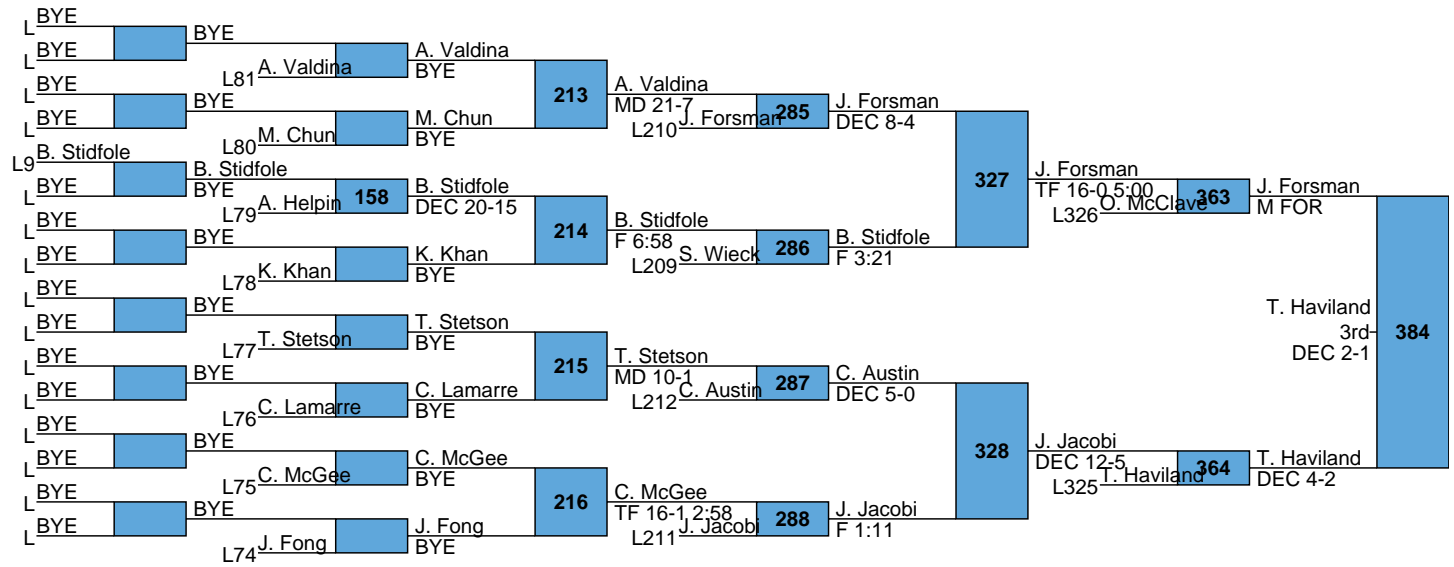 BYE
L
BYE
L
BYE
L81
A. Valdina
A. Valdina
BYE
BYE
L
BYE
L
BYE
L80
M. Chun
M. Chun
BYE
213
A. Valdina
MD 21-7
L210
J. Forsman
285
J. Forsman
DEC 8-4
L9
B. Stidfole
L
BYE
B. Stidfole
BYE
L79
A. Helpin
158
B. Stidfole
DEC 20-15
L
BYE
L
BYE
BYE
L78
K. Khan
K. Khan
BYE
214
B. Stidfole
F 6:58
L209
S. Wieck
286
B. Stidfole
F 3:21
327
J. Forsman
TF 16-0 5:00
L326
O. McClave
363
J. Forsman
M FOR
L
BYE
L
BYE
BYE
L77
T. Stetson
T. Stetson
BYE
L
BYE
L
BYE
BYE
L76
C. Lamarre
C. Lamarre
BYE
215
T. Stetson
MD 10-1
L212
C. Austin
287
C. Austin
DEC 5-0
L
BYE
L
BYE
BYE
L75
C. McGee
C. McGee
BYE
L
BYE
L
BYE
BYE
L74
J. Fong
J. Fong
BYE
216
C. McGee
TF 16-1 2:58
L211
J. Jacobi
288
J. Jacobi
F 1:11
328
J. Jacobi
DEC 12-5
L325
T. Haviland
364
T. Haviland
DEC 4-2
384
T. Haviland
3rd
DEC 2-1